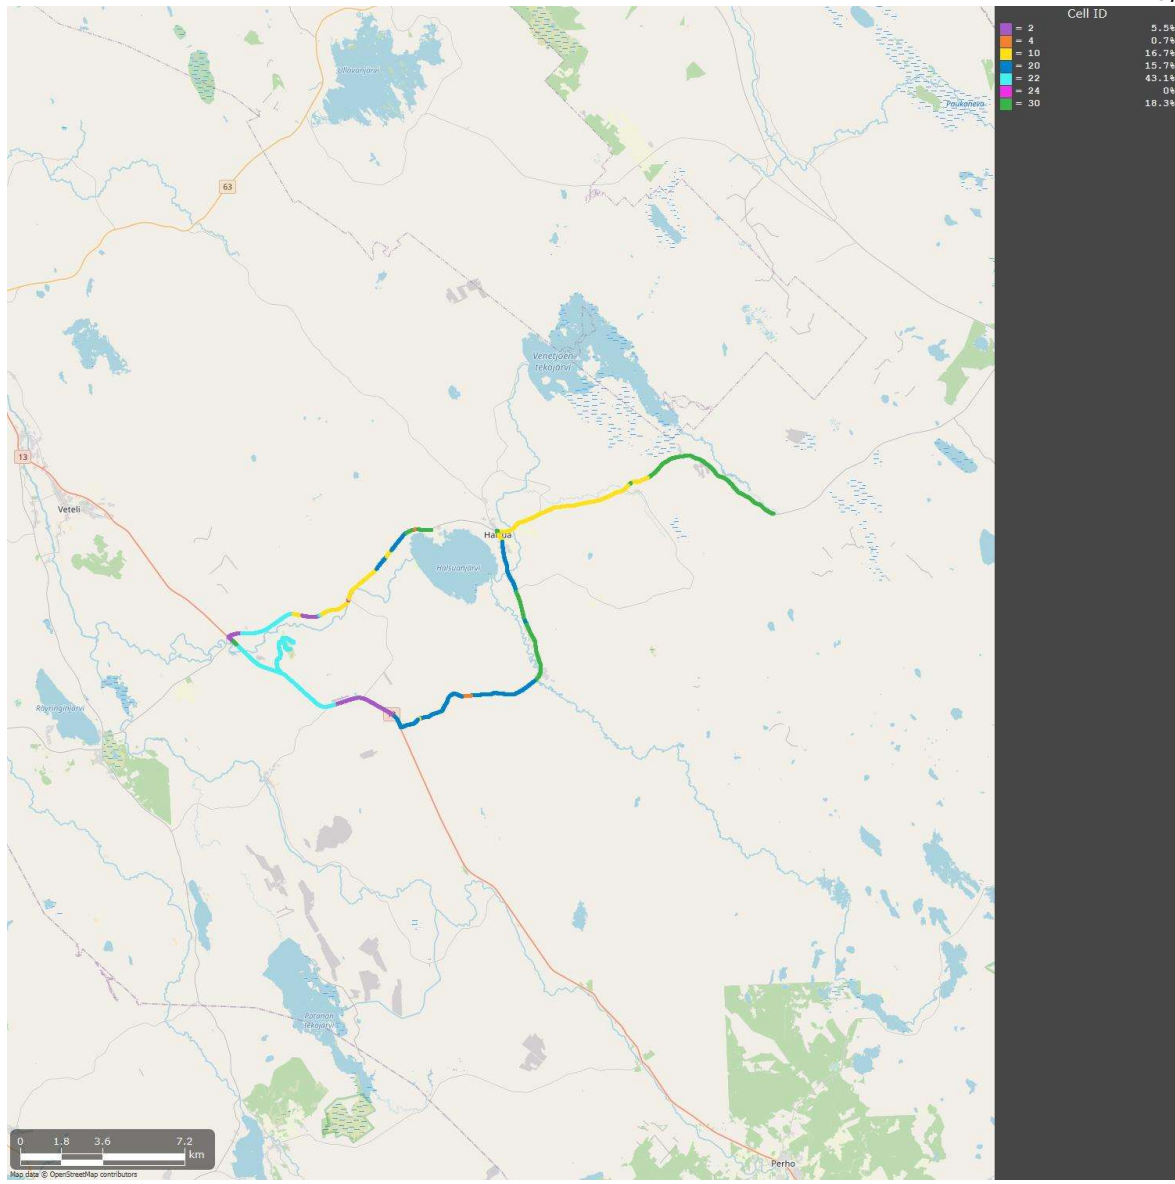 Cell ID
= 2 5.5%
= 4 0.7%
= 10 16.7%
= 20 15.7%
= 22 43.1%
= 24 0%
= 30 18.3%
Ullavanjärvi
Paukaneva
63
Venetjoen
tekojärvi
13
Veteli
Halsua
Halsuanjärvi
Räyringinjärvi
13
Patanan
tekojärvi
0 1.8 3.6 7.2
km
Perho
Map data © OpenStreetMap contributors